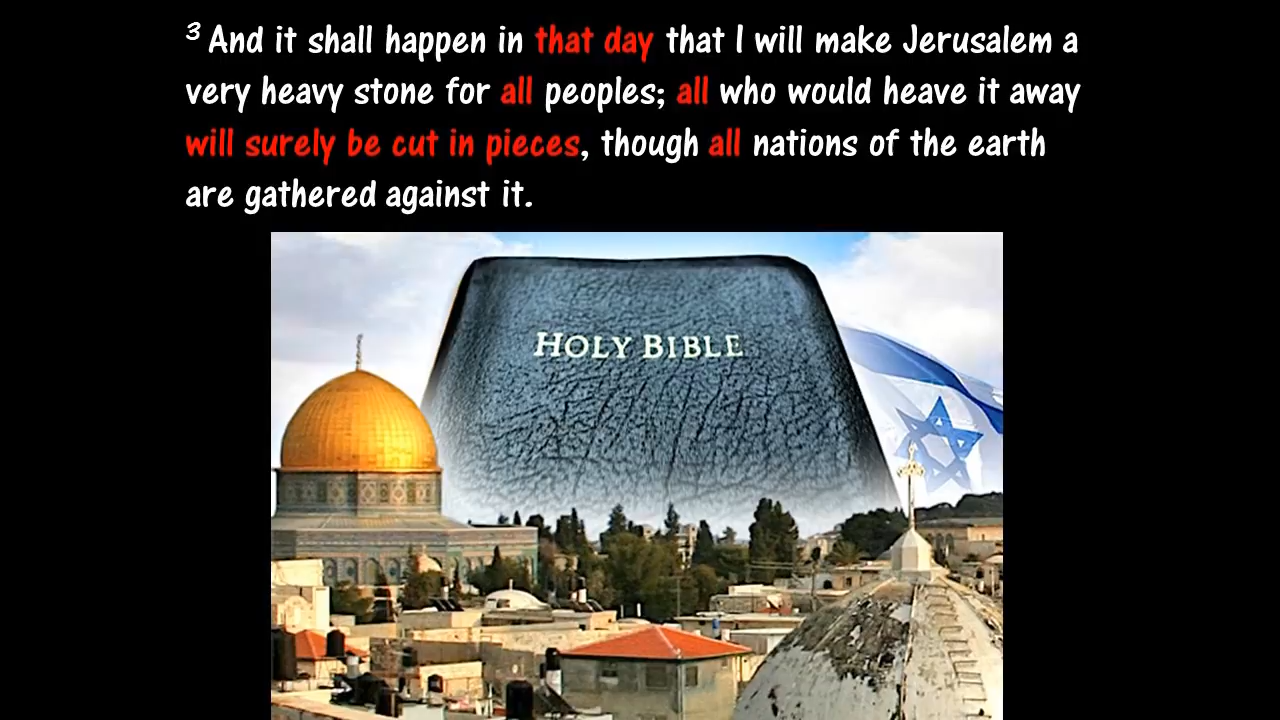 3 And it shall happen in that day that I will make Jerusalem a
very heavy stone for all peoples; all who would heave it away
will surely be cut in pieces, though all nations of the earth
are gathered against it.
HOLY BIBLE